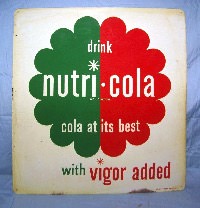 drink
nutri·cola
cola at its best
with vigor added